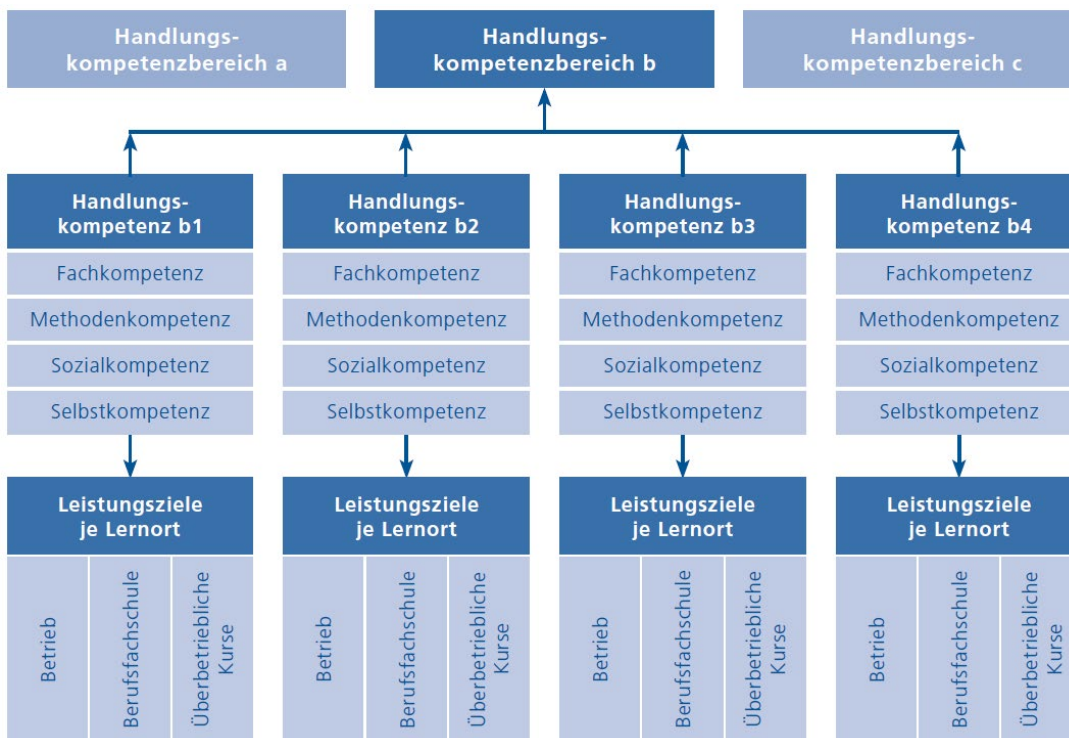 Handlungs-
kompetenzbereich a
Handlungs-
kompetenzbereich b
Handlungs-
kompetenzbereich c
Handlungs-
kompetenz b1
Fachkompetenz
Methodenkompetenz
Sozialkompetenz
Selbstkompetenz
Leistungsziele
je Lernort
Betrieb
Berufsfachschule
Überbetriebliche
Kurse
Handlungs-
kompetenz b2
Fachkompetenz
Methodenkompetenz
Sozialkompetenz
Selbstkompetenz
Leistungsziele
je Lernort
Betrieb
Berufsfachschule
Überbetriebliche
Kurse
Handlungs-
kompetenz b3
Fachkompetenz
Methodenkompetenz
Sozialkompetenz
Selbstkompetenz
Leistungsziele
je Lernort
Betrieb
Berufsfachschule
Überbetriebliche
Kurse
Handlungs-
kompetenz b4
Fachkompetenz
Methodenkompetenz
Sozialkompetenz
Selbstkompetenz
Leistungsziele
je Lernort
Betrieb
Berufsfachschule
Überbetriebliche
Kurse